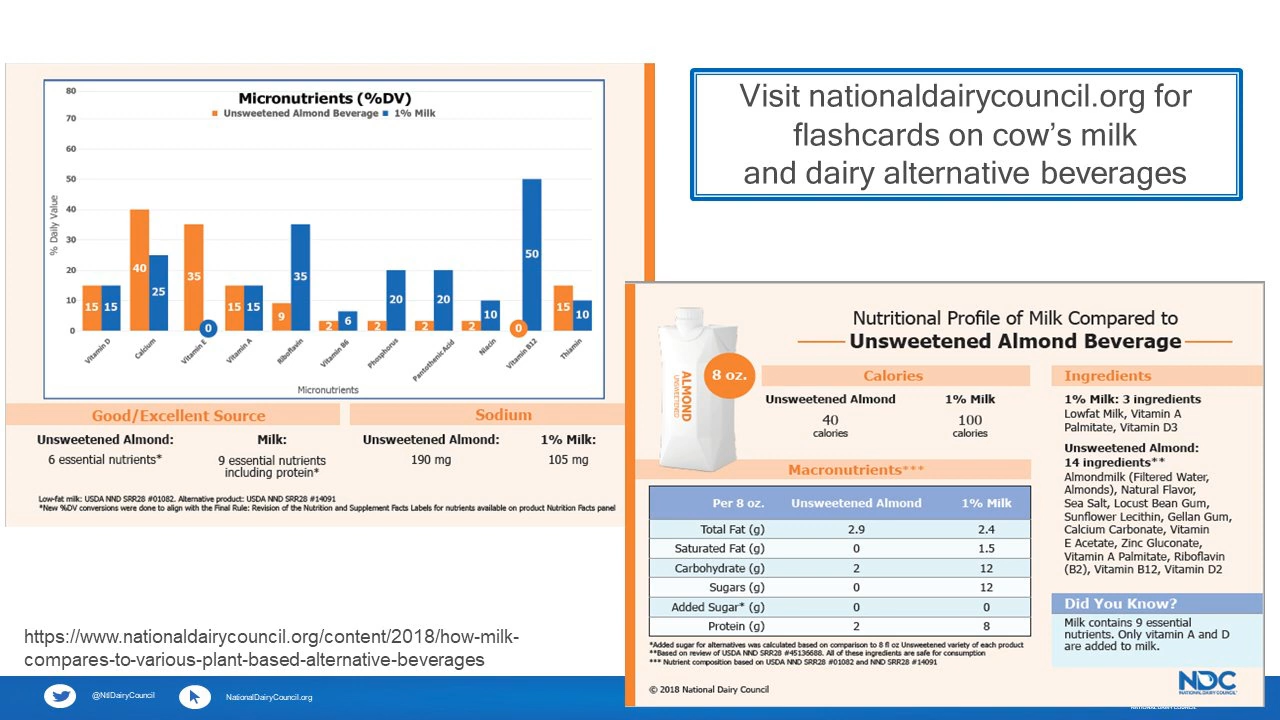 Visit nationaldairycouncil.org for
flashcards on cow’s milk
and dairy alternative beverages
Micronutrients (%DV)
Unsweetened Almond Beverage 1% Milk
80
70
60
50
40
30
20
10
0
% Daily Value
15 15
40 25
35 0
15 15
9 35
2 6
2 20
2 20
2 10
0 50
15 10
Vitamin D
Calcium
Vitamin E
Vitamin A
Riboflavin
Vitamin B6
Phosphorus
Pantothenic Acid
Niacin
Vitamin B12
Thiamin
Micronutrients
Good/Excellent Source
Unsweetened Almond: Milk:
6 essential nutrients* 9 essential nutrients
including protein*
Sodium
Unsweetened Almond: 1% Milk:
190 mg 105 mg
Low-fat milk: USDA NND SRR28 #01082. Alternative product: USDA NND SRR28 #14091
*New %DV conversions were done to align with the Final Rule: Revision of the Nutrition and Supplement Facts Labels for nutrients available on product Nutrition Facts panel
Nutritional Profile of Milk Compared to
Unsweetened Almond Beverage
ALMOND
UNSWEETENED
8 oz.
Calories
Unsweetened Almond 1% Milk
40 100
calories calories
Macronutrients***
Per 8 oz. Unsweetened Almond 1% Milk
Total Fat (g) 2.9 2.4
Saturated Fat (g) 0 1.5
Carbohydrate (g) 2 12
Sugars (g) 0 12
Added Sugar* (g) 0 0
Protein (g) 2 8
*Added sugar for alternatives was calculated based on comparison to 8 fl oz Unsweetened variety of each product
**Based on review of USDA NND SRR28 #45136688. All of these ingredients are safe for consumption
*** Nutrient composition based on USDA NND SRR28 #01082 and NND SRR28 #14091
© 2018 National Dairy Council
Ingredients
1% Milk: 3 ingredients
Lowfat Milk, Vitamin A
Palmitate, Vitamin D3
Unsweetened Almond:
14 ingredients**
Almondmilk (Filtered Water,
Almonds), Natural Flavor,
Sea Salt, Locust Bean Gum,
Sunflower Lecithin, Gellan Gum,
Calcium Carbonate, Vitamin
E Acetate, Zinc Gluconate,
Vitamin A Palmitate, Riboflavin
(B2), Vitamin B12, Vitamin D2
Did You Know?
Milk contains 9 essential
nutrients. Only vitamin A and D
are added to milk.
NDC
NATIONAL DAIRY COUNCIL
https://www.nationaldairycouncil.org/content/2018/how-milk-
compares-to-various-plant-based-alternative-beverages
@NtlDairyCouncil
NationalDairyCouncil.org
NATIONAL DAIRY COUNCIL